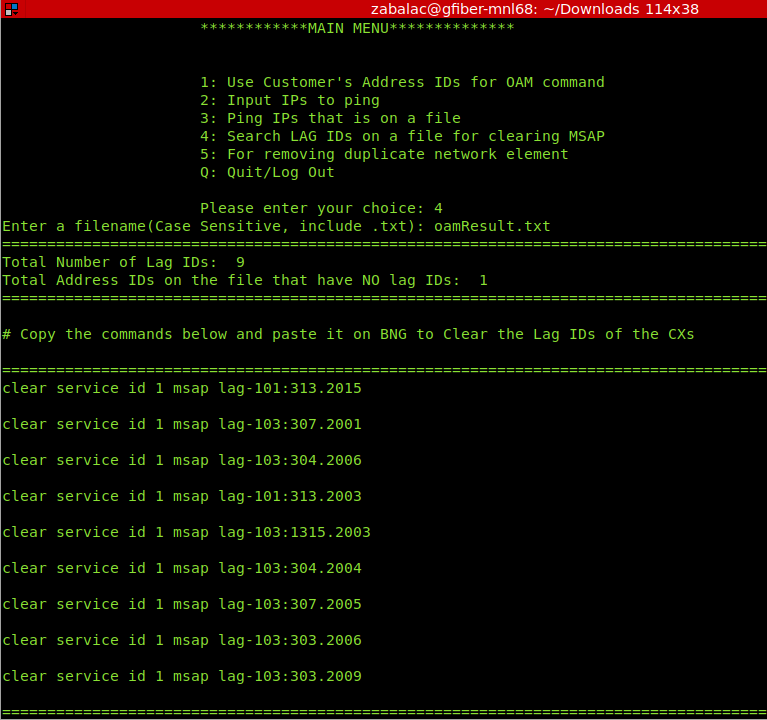 zabalac@gfiber-mnl68: ~/Downloads 114x38
************MAIN MENU**************
1: Use Customer's Address IDs for OAM command
2: Input IPs to ping
3: Ping IPs that is on a file
4: Search LAG IDs on a file for clearing MSAP
5: For removing duplicate network element
Q: Quit/Log Out
Please enter your choice: 4
Enter a filename(Case Sensitive, include .txt): oamResult.txt
=====================================================================================
Total Number of Lag IDs:  9
Total Address IDs on the file that have NO lag IDs:  1
=====================================================================================
# Copy the commands below and paste it on BNG to Clear the Lag IDs of the CXs
=====================================================================================
clear service id 1 msap lag-101:313.2015
clear service id 1 msap lag-103:307.2001
clear service id 1 msap lag-103:304.2006
clear service id 1 msap lag-101:313.2003
clear service id 1 msap lag-103:1315.2003
clear service id 1 msap lag-103:304.2004
clear service id 1 msap lag-103:307.2005
clear service id 1 msap lag-103:303.2006
clear service id 1 msap lag-103:303.2009
=====================================================================================